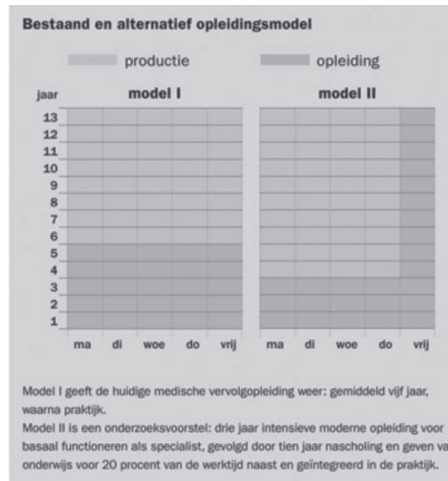 Bestaand en alternatief opleidingsmodel
productie
opleiding
jaar
model I
model II
13
12
11
10
9
8
7
6
5
4
3
2
1
ma di woe do vrij
ma di woe do vrij
Model I geeft de huidige medische vervolgopleiding weer: gemiddeld vijf jaar,
waarna praktijk.
Model II is een onderzoeksvoorstel: drie jaar intensieve moderne opleiding voor
basaal functioneren als specialist, gevolgd door tien jaar nascholing en geven va
onderwijs voor 20 procent van de werktijd naast en geïntegreerd in de praktijk.